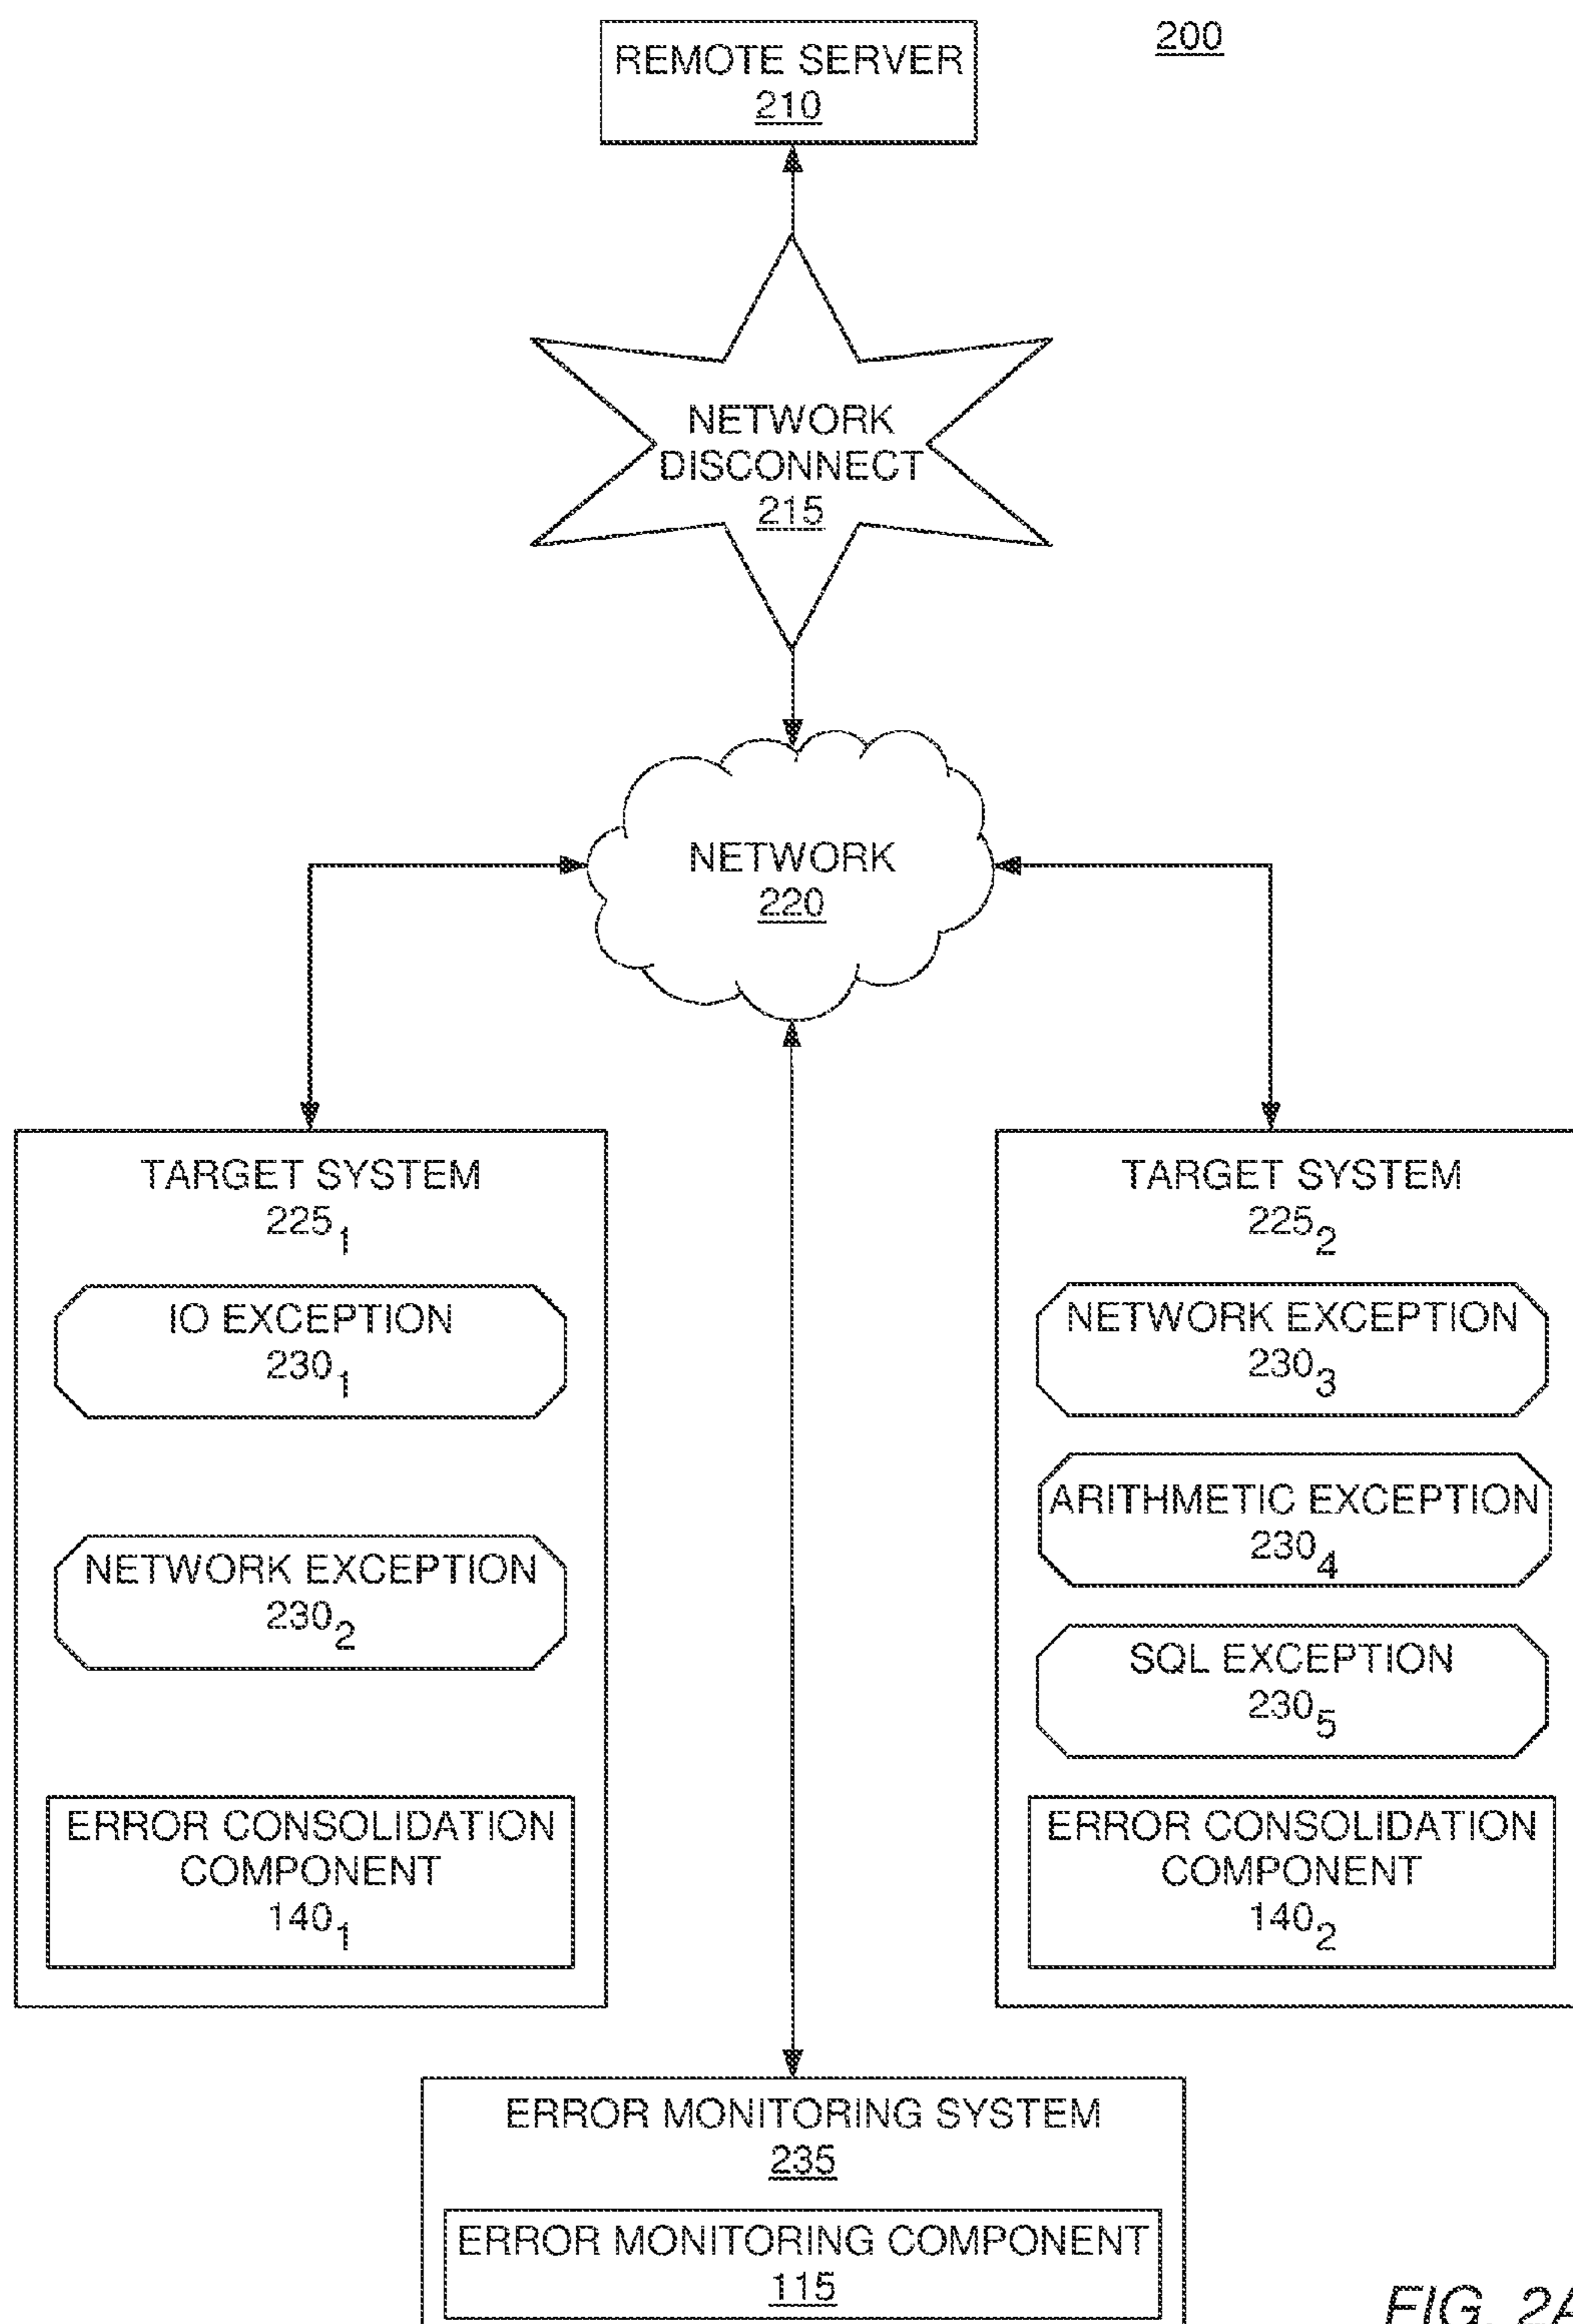 200
REMOTE SERVER
210
NETWORK
DISCONNECT
215
NETWORK
220
TARGET SYSTEM
225₁
IO EXCEPTION
230₁
NETWORK EXCEPTION
230₂
ERROR CONSOLIDATION
COMPONENT
140₁
TARGET SYSTEM
225₂
NETWORK EXCEPTION
230₃
ARITHMETIC EXCEPTION
230₄
SQL EXCEPTION
230₅
ERROR CONSOLIDATION
COMPONENT
140₂
ERROR MONITORING SYSTEM
235
ERROR MONITORING COMPONENT
115
FIG. 2A